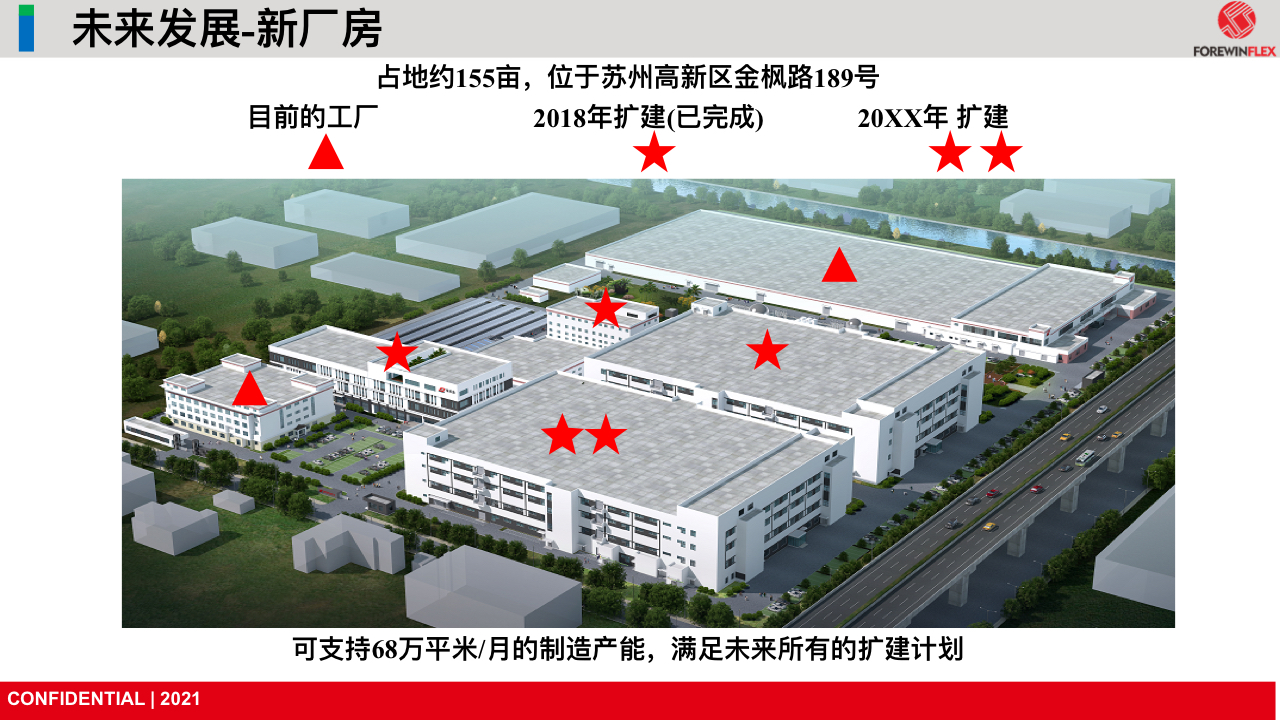 未来发展-新厂房
FOREWINFLEX
占地约155亩，位于苏州高新区金枫路189号
目前的工厂
2018年扩建(已完成)
20XX年 扩建
可支持68万平米/月的制造产能，满足未来所有的扩建计划
CONFIDENTIAL | 2021